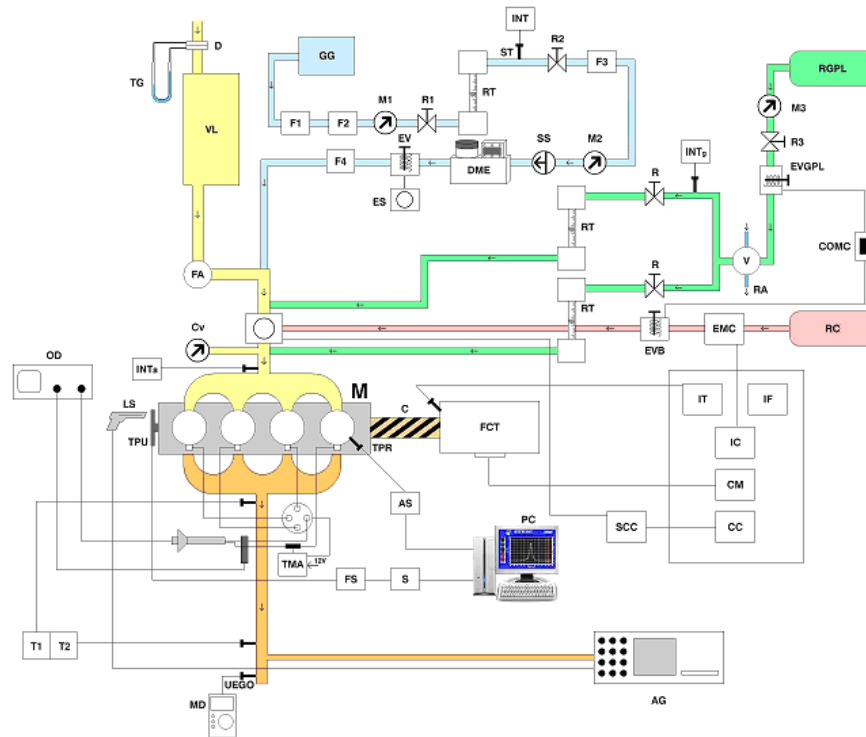 INT
R2
D
GG
ST
F3
TG
RGPL
M1
R1
RT
M3
VL
F1
F2
EV
SS
M2
R3
F4
DME
INTg
EVGPL
R
ES
RT
COMC
V
FA
R
RA
RT
Cv
EMC
RC
EVB
OD
INTa
M
LS
C
FCT
IT
IF
TPU
TPR
IC
CM
AS
PC
SCC
CC
TMA
12V
FS
S
T1
T2
UEGO
MD
AG